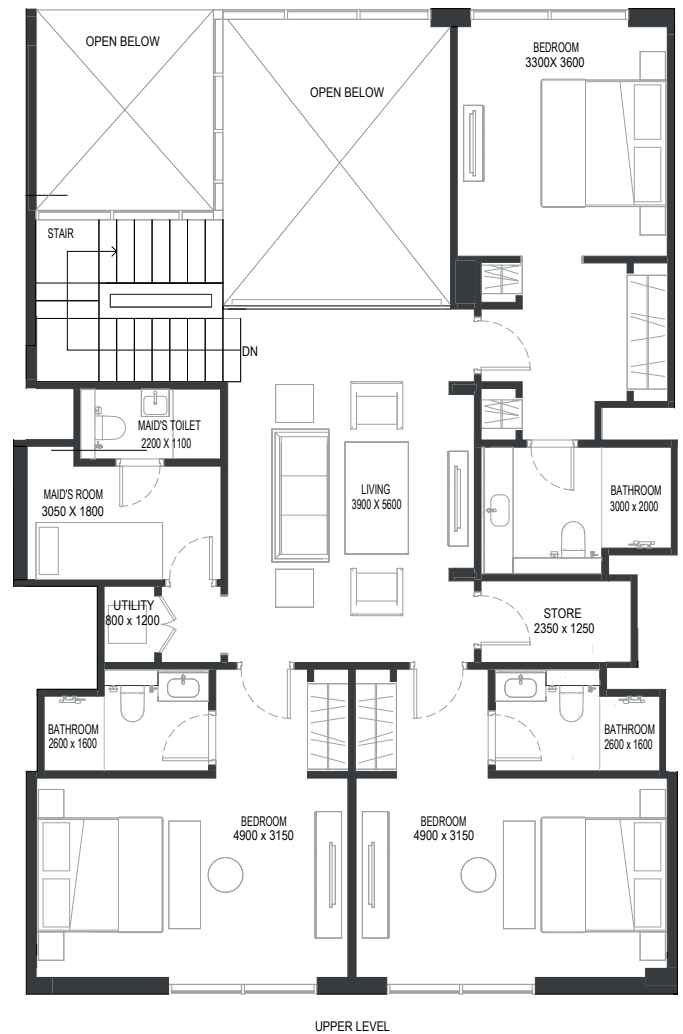 OPEN BELOW
OPEN BELOW
BEDROOM
3300X 3600
STAIR
DN
MAID'S TOILET
2200 X 1100
MAID'S ROOM
3050 X 1800
LIVING
3900 X 5600
BATHROOM
3000 x 2000
UTILITY
800 x 1200
STORE
2350 x 1250
BATHROOM
2600 x 1600
BATHROOM
2600 x 1600
BEDROOM
4900 x 3150
BEDROOM
4900 x 3150
UPPER LEVEL